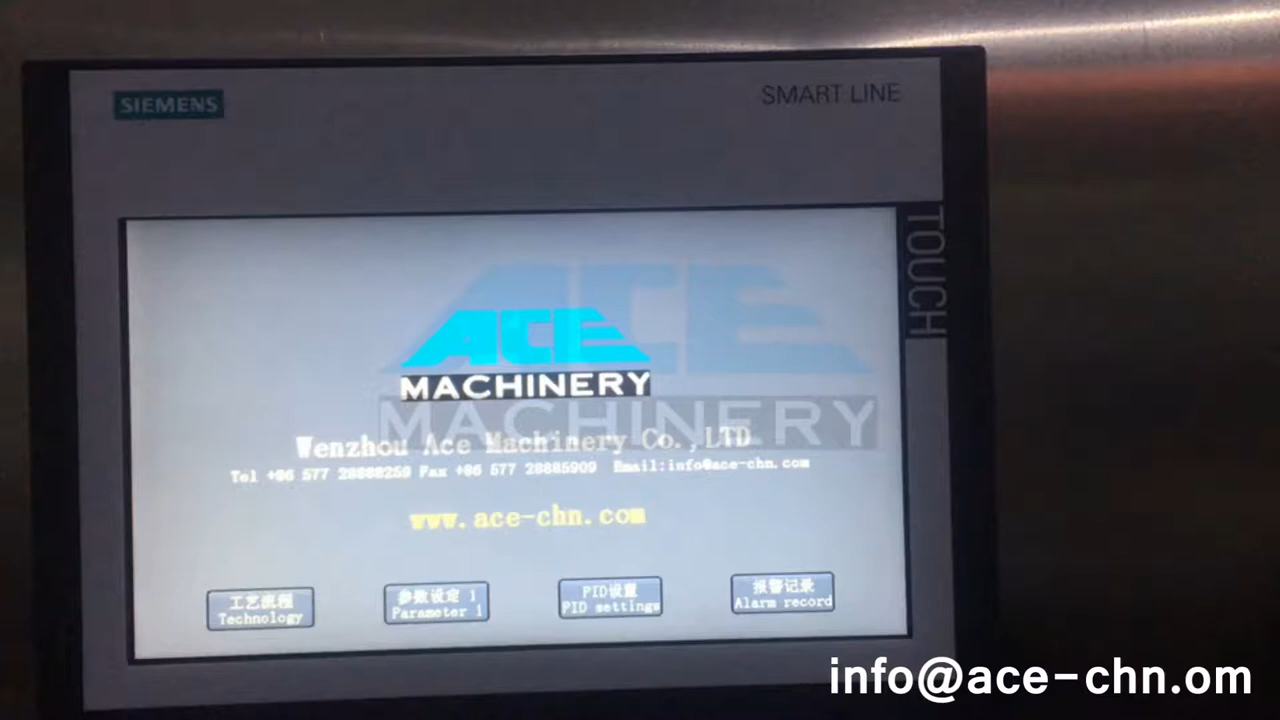 SIEMENS
SMART LINE
TOUCH
ACE
MACHINERY
ACE
MACHINERY
Wenzhou Ace Machinery Co.,LTD
Tel +86 577 28888259 Fax +86 577 28885909 Email:info@ace-chn.com
www.ace-chn.com
工艺流程
Technology
参数设定 1
Parameter 1
PID设置
PID settings
报警记录
Alarm record
info@ace-chn.om